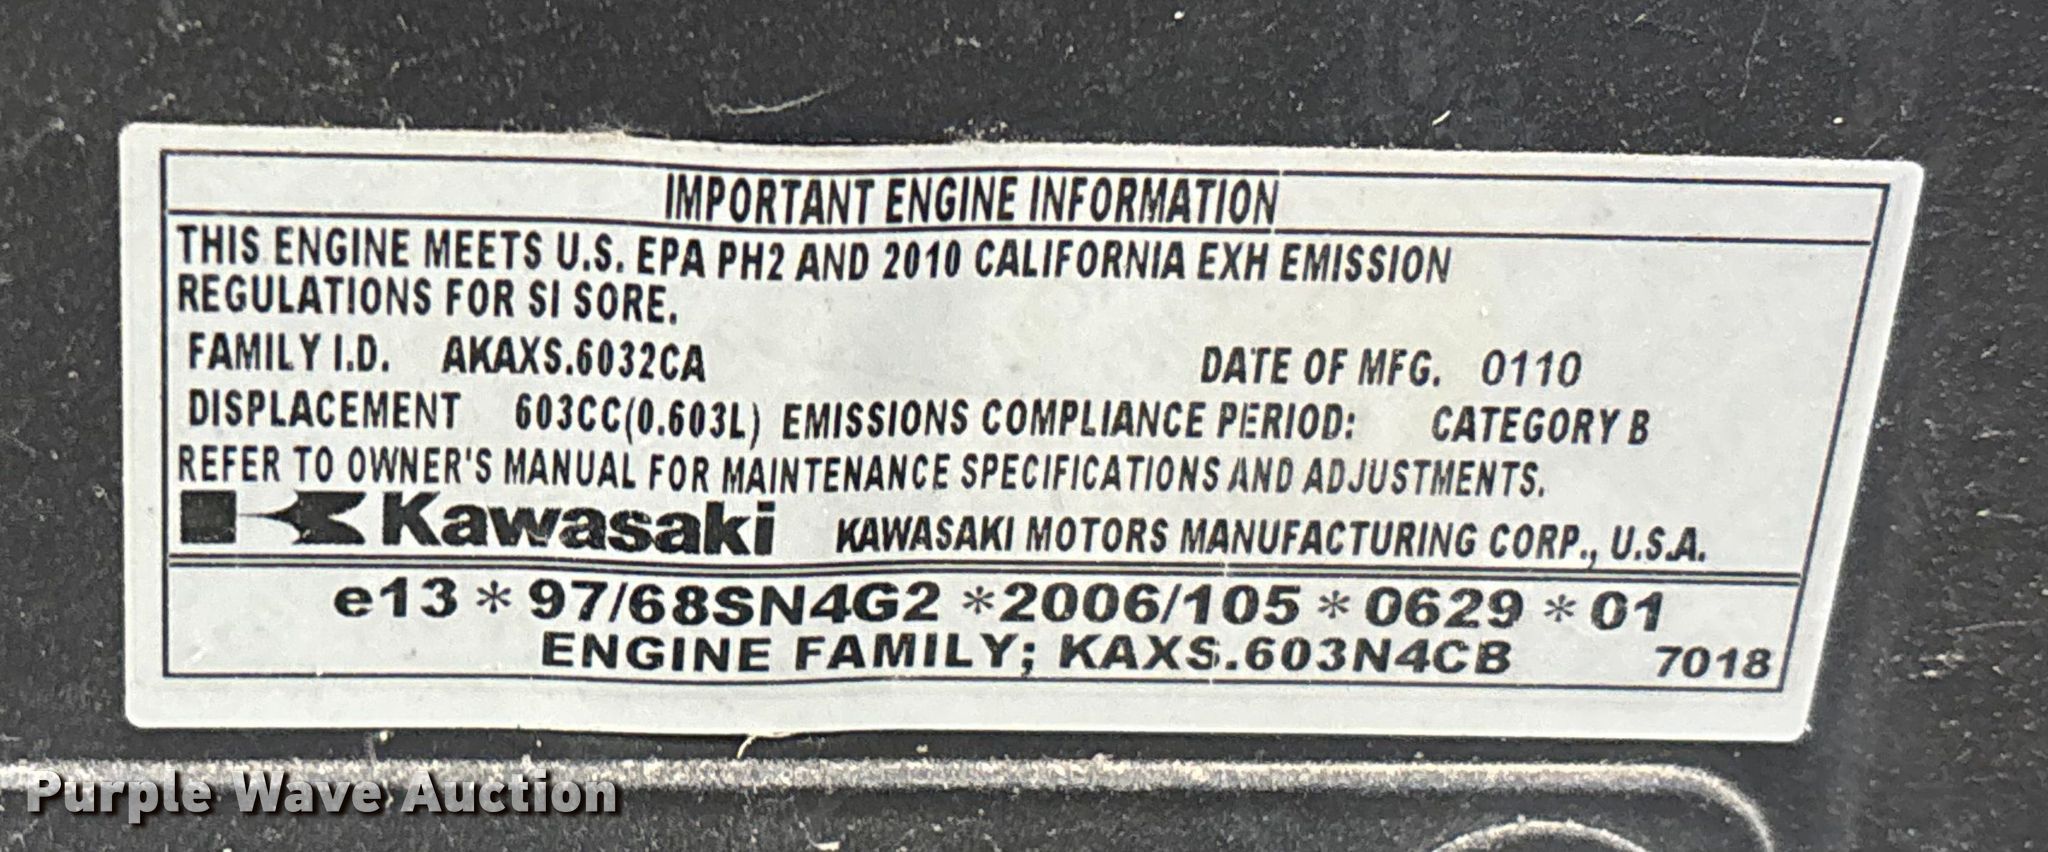 IMPORTANT ENGINE INFORMATION
THIS ENGINE MEETS U.S. EPA PH2 AND 2010 CALIFORNIA EXH EMISSION
REGULATIONS FOR SI SORE.
FAMILY I.D. AKAXS.6032CA DATE OF MFG. 0110
DISPLACEMENT 603CC(0.603L) EMISSIONS COMPLIANCE PERIOD: CATEGORY B
REFER TO OWNER'S MANUAL FOR MAINTENANCE SPECIFICATIONS AND ADJUSTMENTS.
Kawasaki KAWASAKI MOTORS MANUFACTURING CORP., U.S.A.
e13*97/68SN4G2*2006/105*0629*01
ENGINE FAMILY; KAXS.603N4CB 7018
Purple Wave Auction